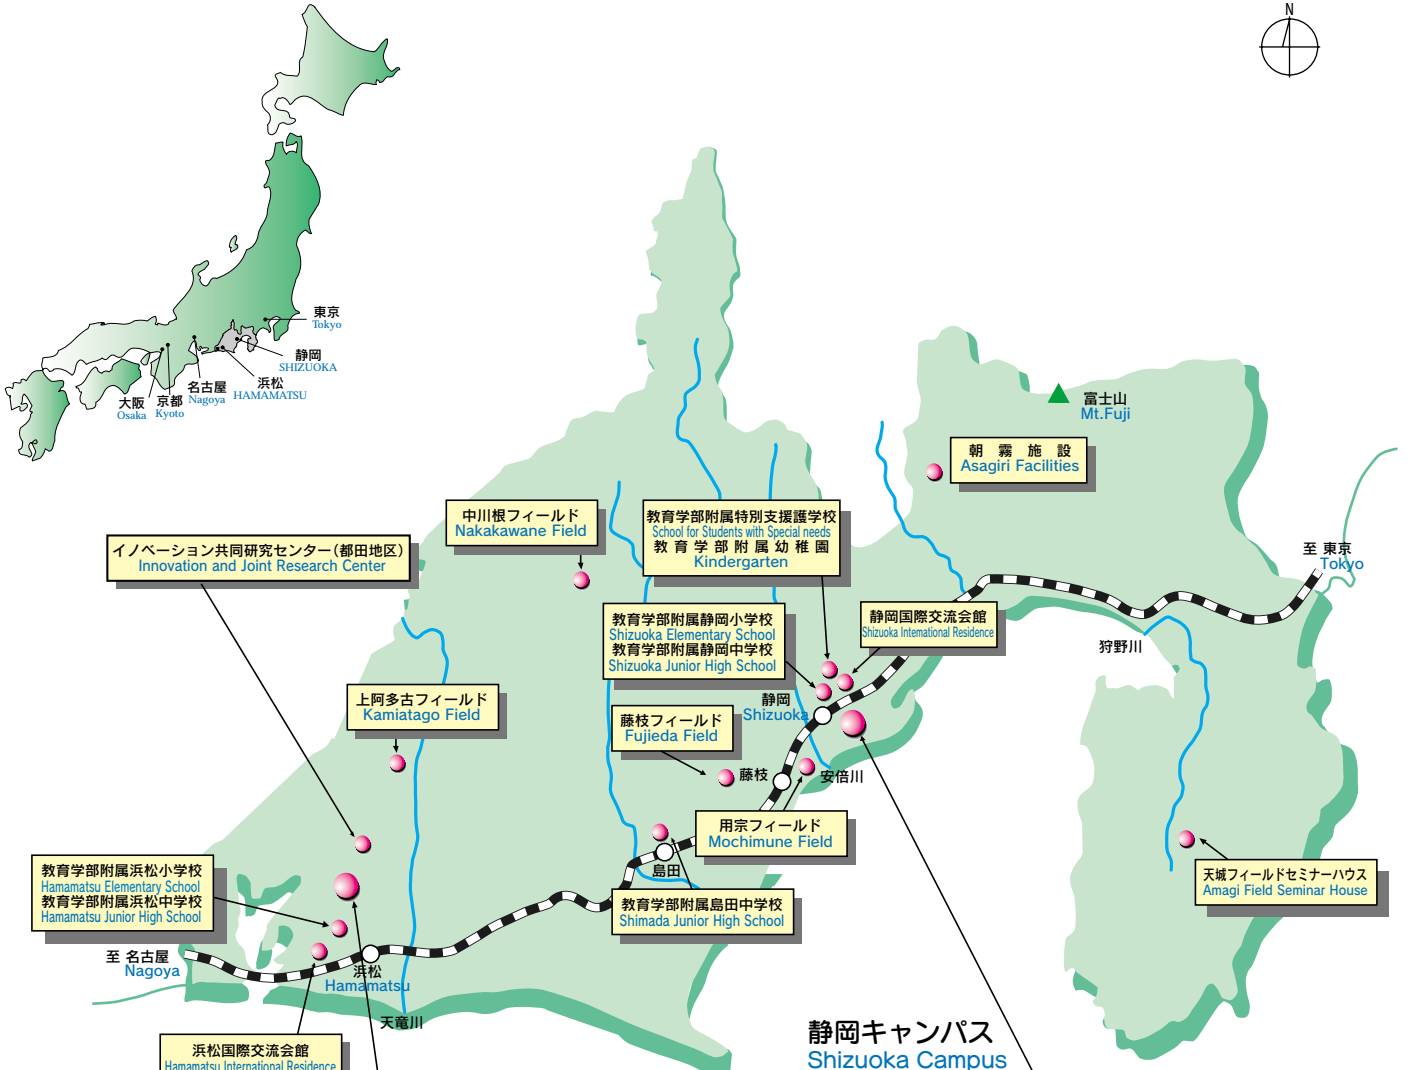 N
東京
Tokyo
静岡
SHIZUOKA
浜松
HAMAMATSU
名古屋
Nagoya
京都
Kyoto
大阪
Osaka
富士山
Mt.Fuji
朝霧施設
Asagiri Facilities
中川根フィールド
Nakakawane Field
教育学部附属特別支援護学校
School for Students with Special needs
教育学部附属幼稚園
Kindergarten
イノベーション共同研究センター(都田地区)
Innovation and Joint Research Center
至 東京
Tokyo
教育学部附属静岡小学校
Shizuoka Elementary School
教育学部附属静岡中学校
Shizuoka Junior High School
静岡国際交流会館
Shizuoka International Residence
狩野川
上阿多古フィールド
Kamiatago Field
静岡
Shizuoka
藤枝フィールド
Fujieda Field
藤枝
安倍川
用宗フィールド
Mochimune Field
島田
教育学部附属浜松小学校
Hamamatsu Elementary School
教育学部附属浜松中学校
Hamamatsu Junior High School
天城フィールドセミナーハウス
Amagi Field Seminar House
教育学部附属島田中学校
Shimada Junior High School
至 名古屋
Nagoya
浜松
Hamamatsu
天竜川
静岡キャンパス
Shizuoka Campus
浜松国際交流会館
Hamamatsu International Residence